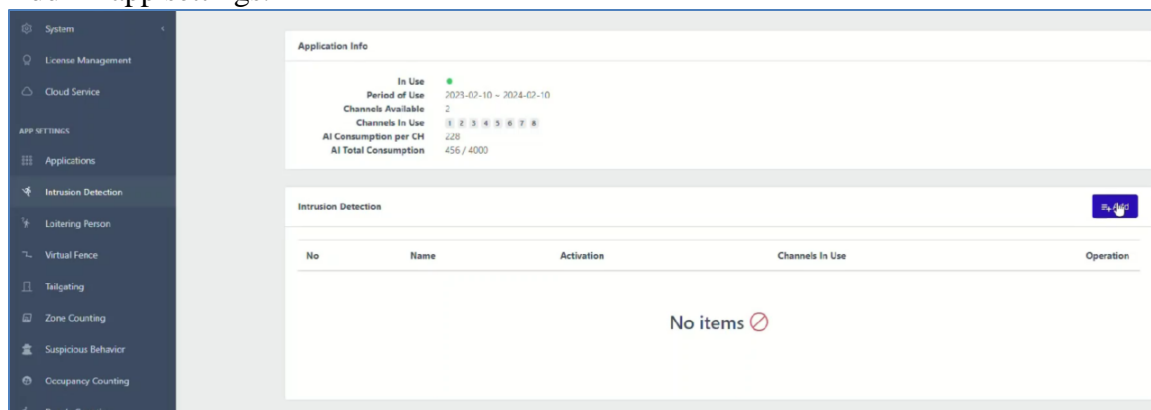 app settings.
System
License Management
Cloud Service
APP SETTINGS
Applications
Intrusion Detection
Loitering Person
Virtual Fence
Tailgating
Zone Counting
Suspicious Behavior
Occupancy Counting
Application Info
In Use
Period of Use 2023-02-10 ~ 2024-02-10
Channels Available 2
Channels In Use 1 2 3 4 5 6 7 8
AI Consumption per CH 228
AI Total Consumption 456 / 4000
Intrusion Detection
Add
No Name Activation Channels In Use Operation
No items